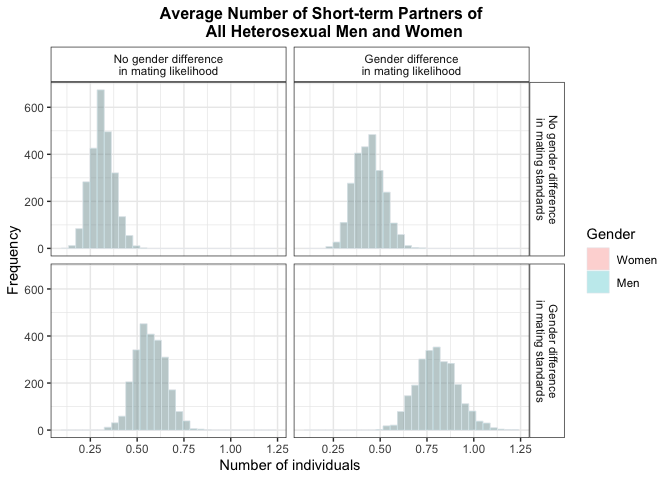 Average Number of Short-term Partners of
All Heterosexual Men and Women
No gender difference
in mating likelihood
Gender difference
in mating likelihood
Frequency
600
400
200
0
No gender difference
in mating standards
600
400
200
0
Gender difference
in mating standards
0.25 0.50 0.75 1.00 1.25
0.25 0.50 0.75 1.00 1.25
Number of individuals
Gender
Women
Men